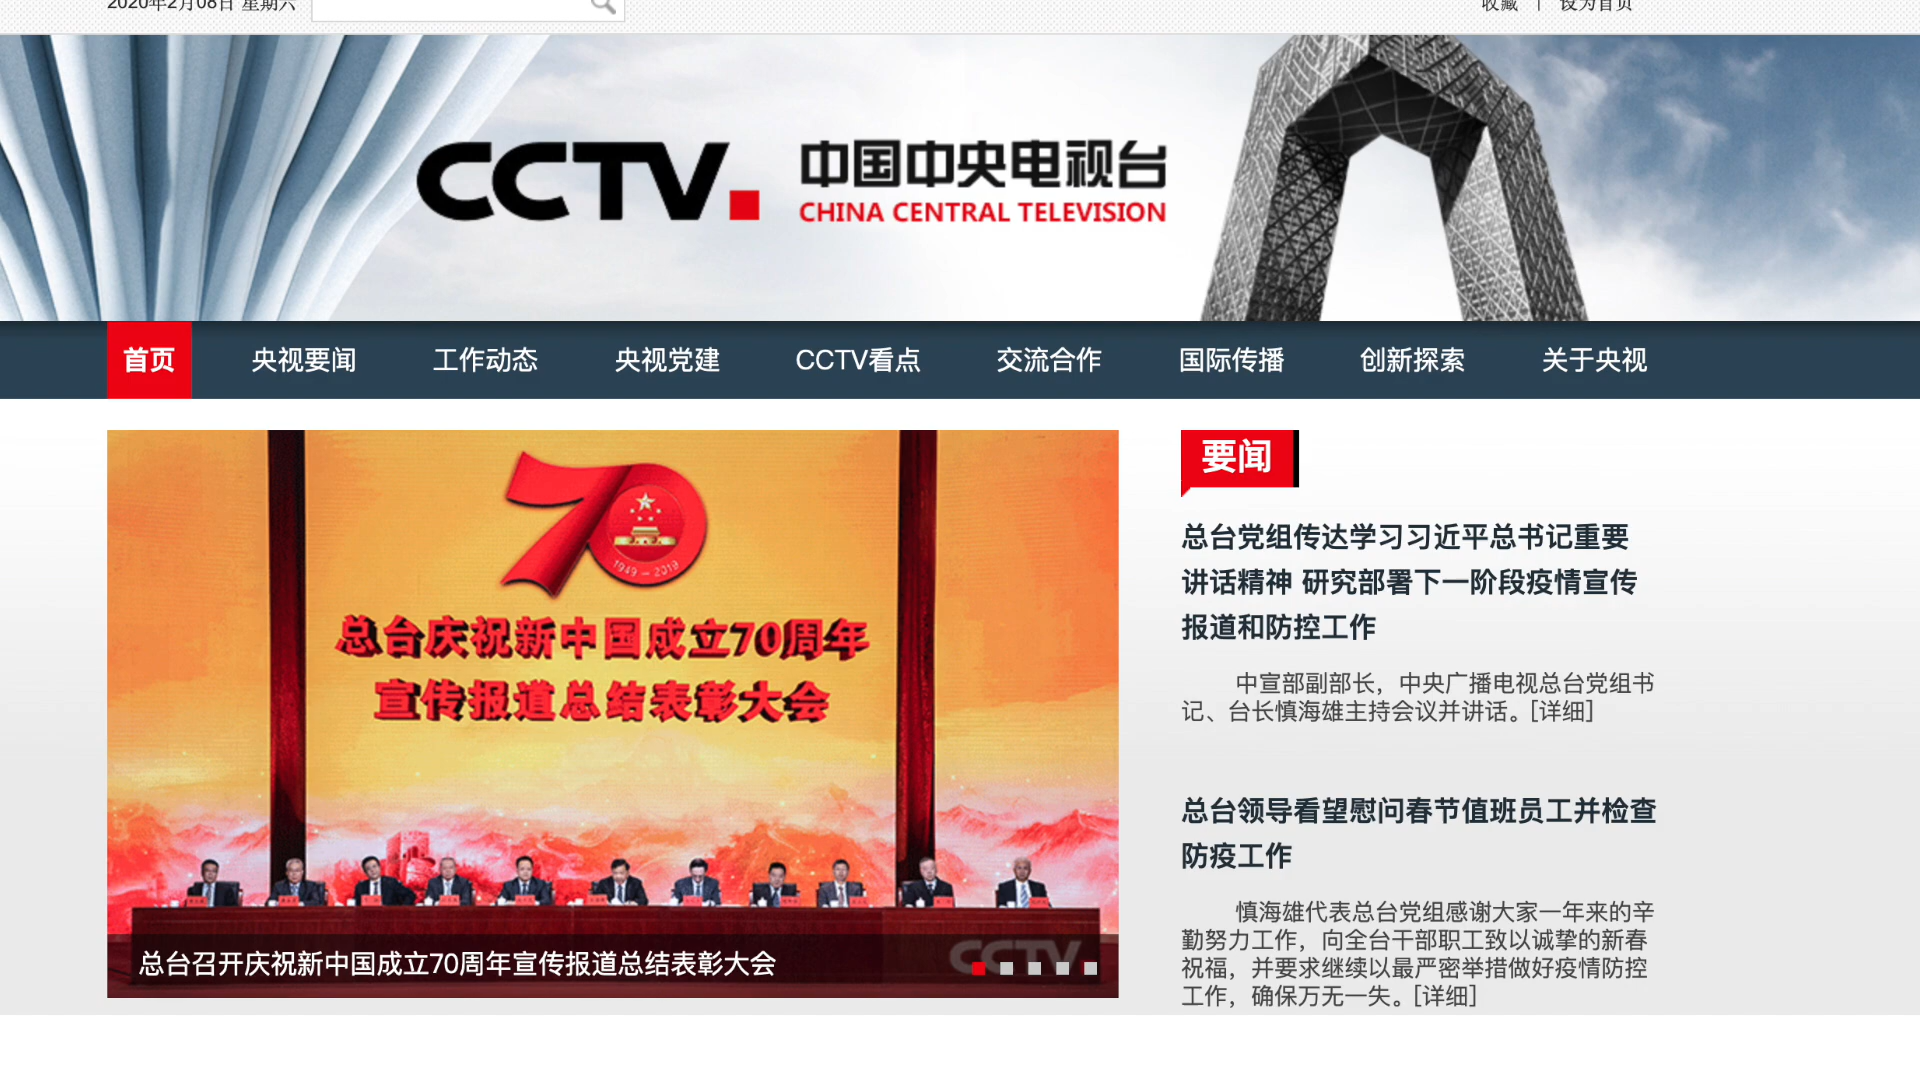 2020年2月08日 星期六
收藏 | 设为首页
CCTV.
中国中央电视台
CHINA CENTRAL TELEVISION
首页 央视要闻 工作动态 央视党建 CCTV看点 交流合作 国际传播 创新探索 关于央视
70
1949—2019
总台庆祝新中国成立70周年
宣传报道总结表彰大会
CCTV
总台召开庆祝新中国成立70周年宣传报道总结表彰大会
要闻
总台党组传达学习习近平总书记重要
讲话精神 研究部署下一阶段疫情宣传
报道和防控工作
中宣部副部长，中央广播电视总台党组书
记、台长慎海雄主持会议并讲话。[详细]
总台领导看望慰问春节值班员工并检查
防疫工作
慎海雄代表总台党组感谢大家一年来的辛
勤努力工作，向全台干部职工致以诚挚的新春
祝福，并要求继续以最严密举措做好疫情防控
工作，确保万无一失。[详细]